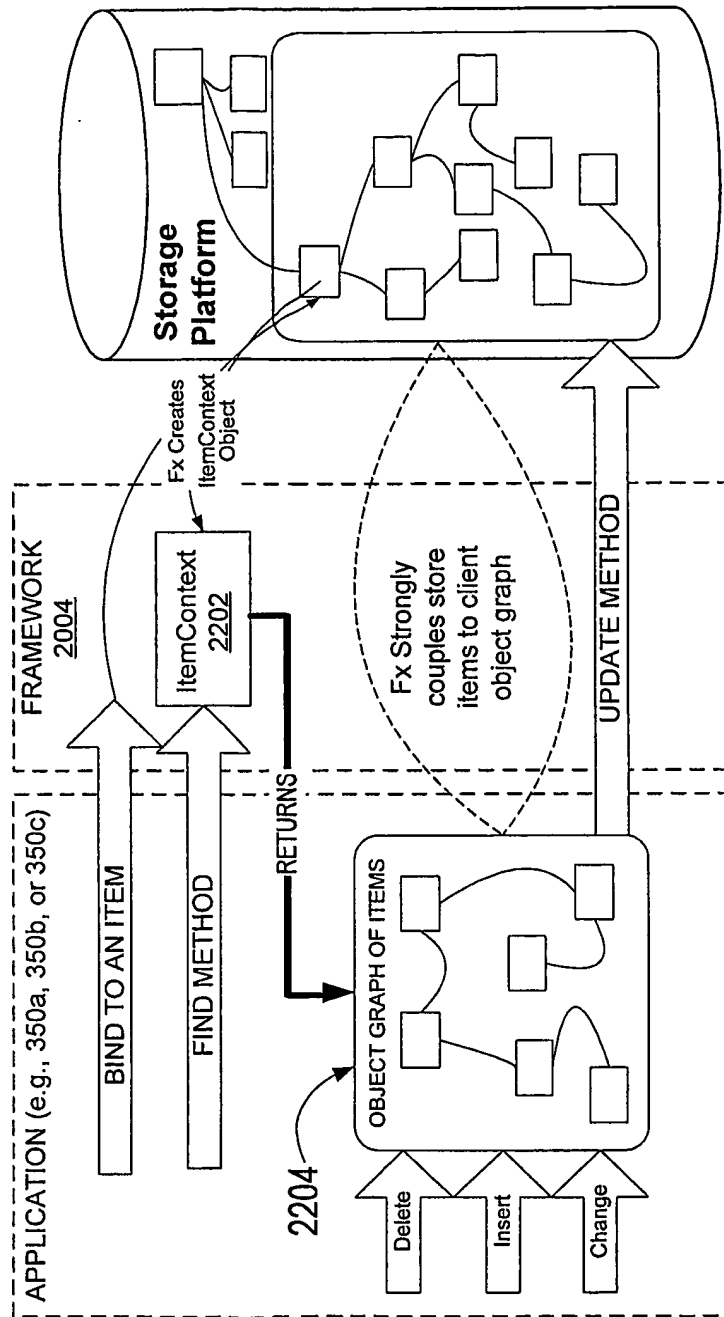 APPLICATION (e.g., 350a, 350b, or 350c)
BIND TO AN ITEM
FIND METHOD
2204
Delete
Insert
Change
OBJECT GRAPH OF ITEMS
RETURNS
FRAMEWORK
2004
ItemContext
2202
Fx Creates
ItemContext
Object
Fx Strongly
couples store
items to client
object graph
UPDATE METHOD
Storage
Platform